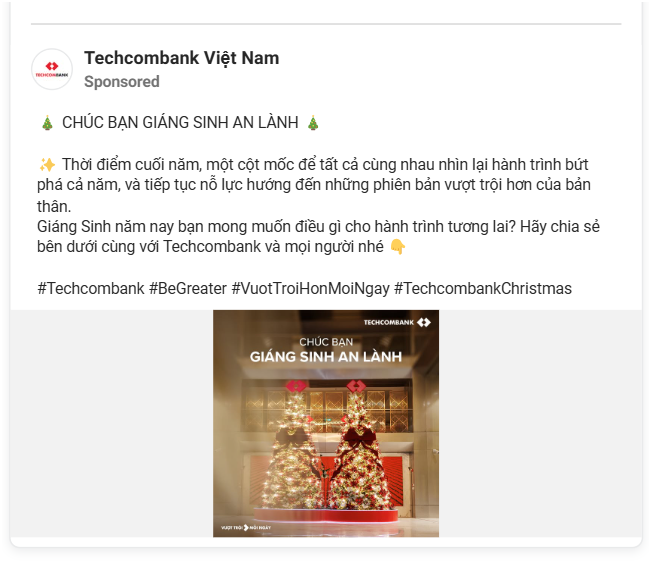 TECHCOMBANK
Techcombank Việt Nam
Sponsored
🎄 CHÚC BẠN GIÁNG SINH AN LÀNH 🎄
✨ Thời điểm cuối năm, một cột mốc để tất cả cùng nhau nhìn lại hành trình bứt
phá cả năm, và tiếp tục nỗ lực hướng đến những phiên bản vượt trội hơn của bản
thân.
Giáng Sinh năm nay bạn mong muốn điều gì cho hành trình tương lai? Hãy chia sẻ
bên dưới cùng với Techcombank và mọi người nhé 👇
#Techcombank #BeGreater #VuotTroiHonMoiNgay #TechcombankChristmas
TECHCOMBANK
CHÚC BẠN
GIÁNG SINH AN LÀNH
VƯỢT TRỘI MỖI NGÀY